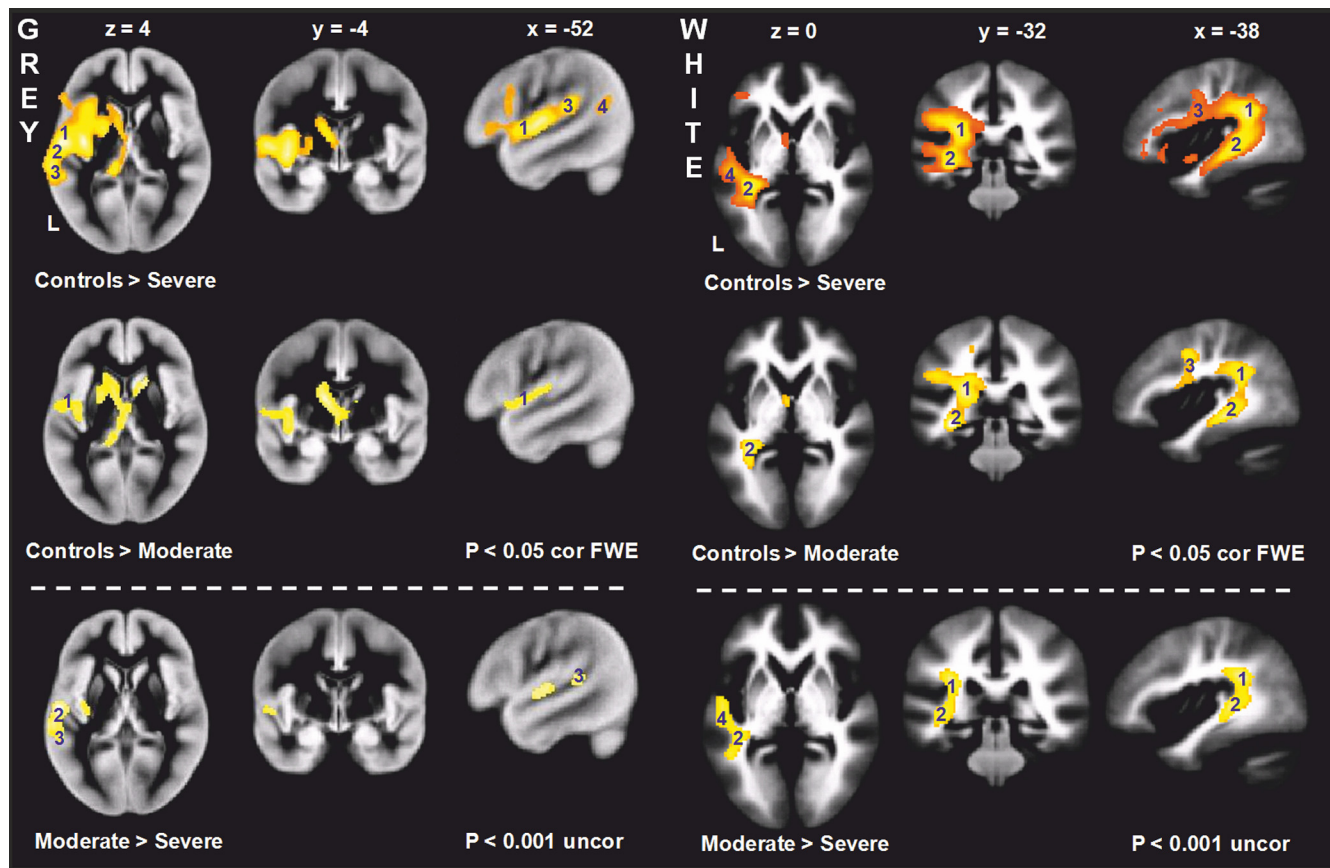 GREY
z = 4 y = -4 x = -52
1 2 3
1 3 4
L
Controls > Severe
1
1
Controls > Moderate P < 0.05 cor FWE
2 3
3
Moderate > Severe P < 0.001 uncor
WHITE
z = 0 y = -32 x = -38
4 2
1 2
3 1 2
L
Controls > Severe
2
1 2
3 1 2
Controls > Moderate P < 0.05 cor FWE
4 2
1 2
1 2
Moderate > Severe P < 0.001 uncor